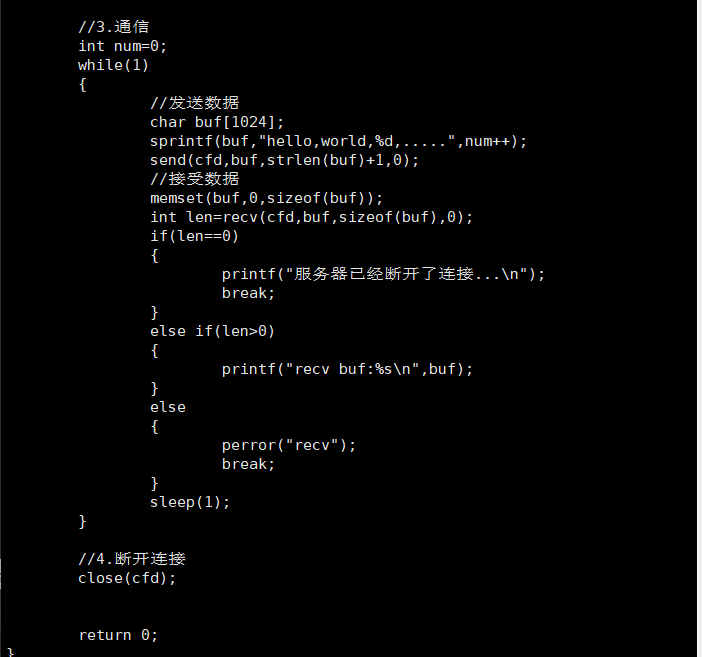 //3.通信
int num=0;
while(1)
{
//发送数据
char buf[1024];
sprintf(buf,"hello,world,%d,.....",num++);
send(cfd,buf,strlen(buf)+1,0);
//接受数据
memset(buf,0,sizeof(buf));
int len=recv(cfd,buf,sizeof(buf),0);
if(len==0)
{
printf("服务器已经断开了连接...\n");
break;
}
else if(len>0)
{
printf("recv buf:%s\n",buf);
}
else
{
perror("recv");
break;
}
sleep(1);
}
//4.断开连接
close(cfd);
return 0;
}